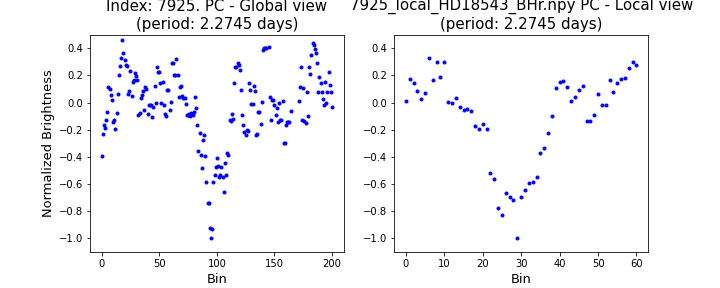 Index: 7925. PC - Global view
(period: 2.2745 days)
7925_local_HD18543_BHr.npy PC - Local view
(period: 2.2745 days)
Normalized Brightness
0.4
0.2
0.0
−0.2
−0.4
−0.6
−0.8
−1.0
0 50 100 150 200
Bin
0.4
0.2
0.0
−0.2
−0.4
−0.6
−0.8
−1.0
0 10 20 30 40 50 60
Bin